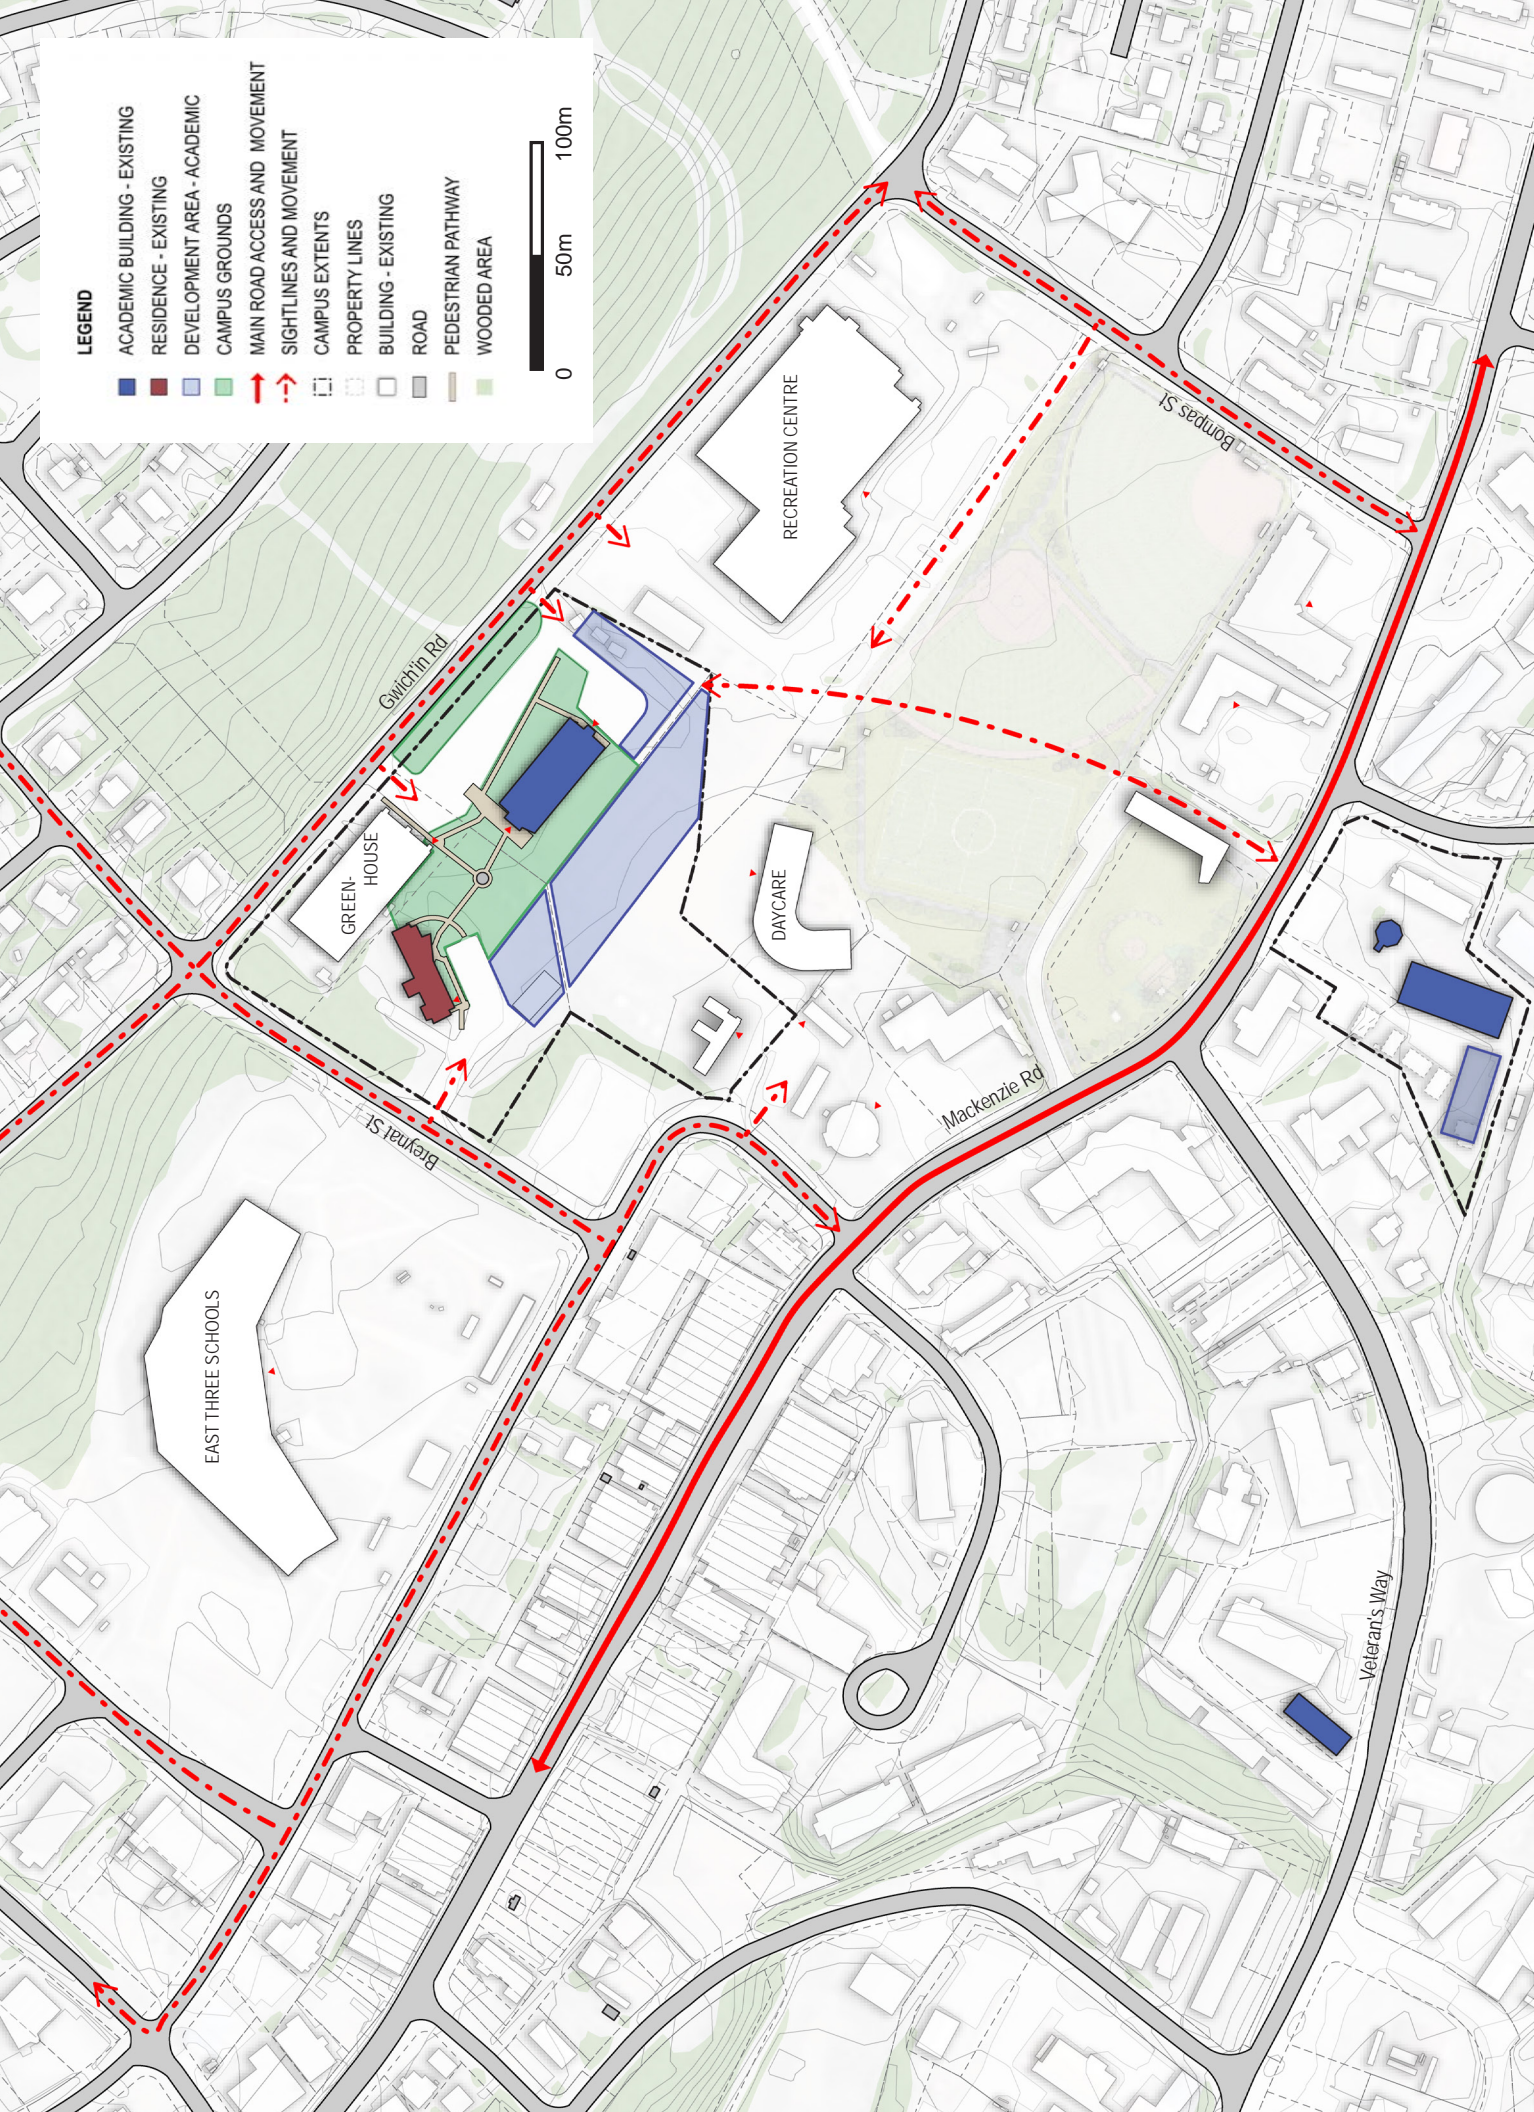 LEGEND
ACADEMIC BUILDING - EXISTING
RESIDENCE - EXISTING
DEVELOPMENT AREA - ACADEMIC
CAMPUS GROUNDS
MAIN ROAD ACCESS AND MOVEMENT
SIGHTLINES AND MOVEMENT
CAMPUS EXTENTS
PROPERTY LINES
BUILDING - EXISTING
ROAD
PEDESTRIAN PATHWAY
WOODED AREA
0 50m 100m
EAST THREE SCHOOLS
Breynat St
GREEN-
HOUSE
Gwich'in Rd
RECREATION CENTRE
DAYCARE
Bompas St
Mackenzie Rd
Veteran's Way